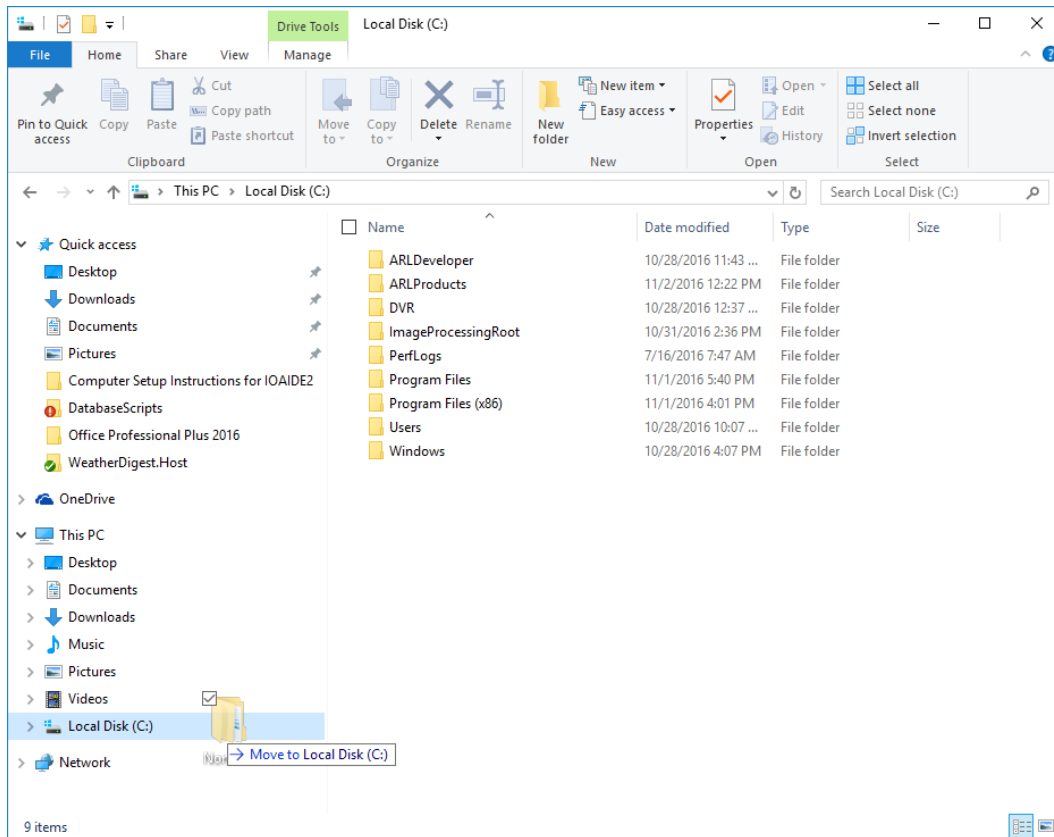 Drive Tools Local Disk (C:)
File Home Share View Manage
Pin to Quick access
Copy
Paste
Cut
Copy path
Paste shortcut
Clipboard
Move to
Copy to
Delete
Rename
Organize
New folder
New item
Easy access
New
Properties
Open
Edit
History
Open
Select all
Select none
Invert selection
Select
This PC > Local Disk (C:)
Search Local Disk (C:)
Name Date modified Type Size
Quick access
Desktop
Downloads
Documents
Pictures
Computer Setup Instructions for IOAIDE2
DatabaseScripts
Office Professional Plus 2016
WeatherDigest.Host
OneDrive
This PC
Desktop
Documents
Downloads
Music
Pictures
Videos
Local Disk (C:)
Move to Local Disk (C:)
Network
ARLDeveloper 10/28/2016 11:43 ... File folder
ARLProducts 11/2/2016 12:22 PM File folder
DVR 10/28/2016 12:37 ... File folder
ImageProcessingRoot 10/31/2016 2:36 PM File folder
PerfLogs 7/16/2016 7:47 AM File folder
Program Files 11/1/2016 5:40 PM File folder
Program Files (x86) 11/1/2016 4:01 PM File folder
Users 10/28/2016 10:07 ... File folder
Windows 10/28/2016 4:07 PM File folder
9 items